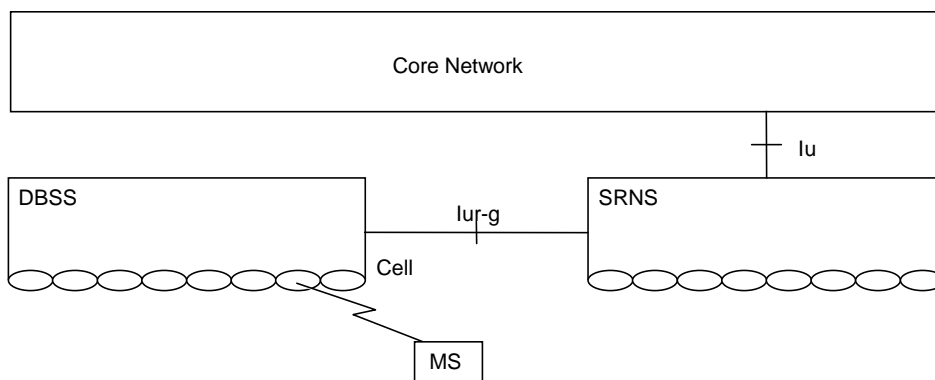 Core Network
Iu
DBSS
SRNS
Iur-g
Cell
MS